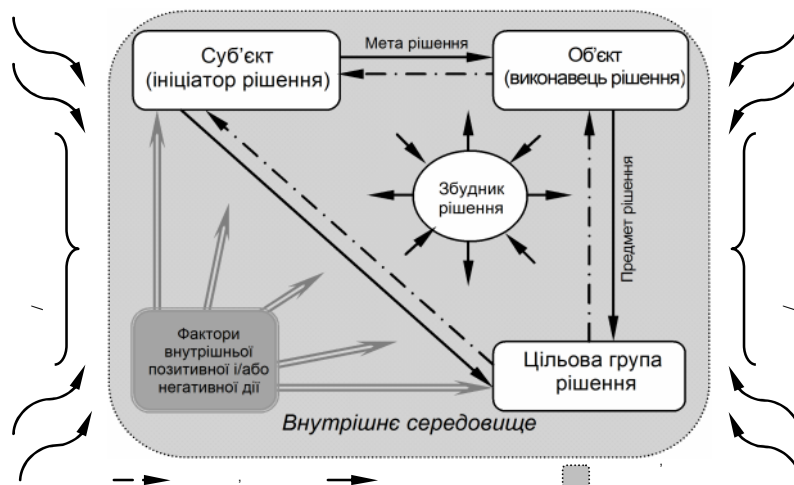 Суб’єкт
(ініціатор рішення)
Мета рішення
Об’єкт
(виконавець рішення)
Збудник
рішення
Предмет рішення
Фактори
внутрішньої
позитивної і/або
негативної дії
Цільова група
рішення
Внутрішнє середовище